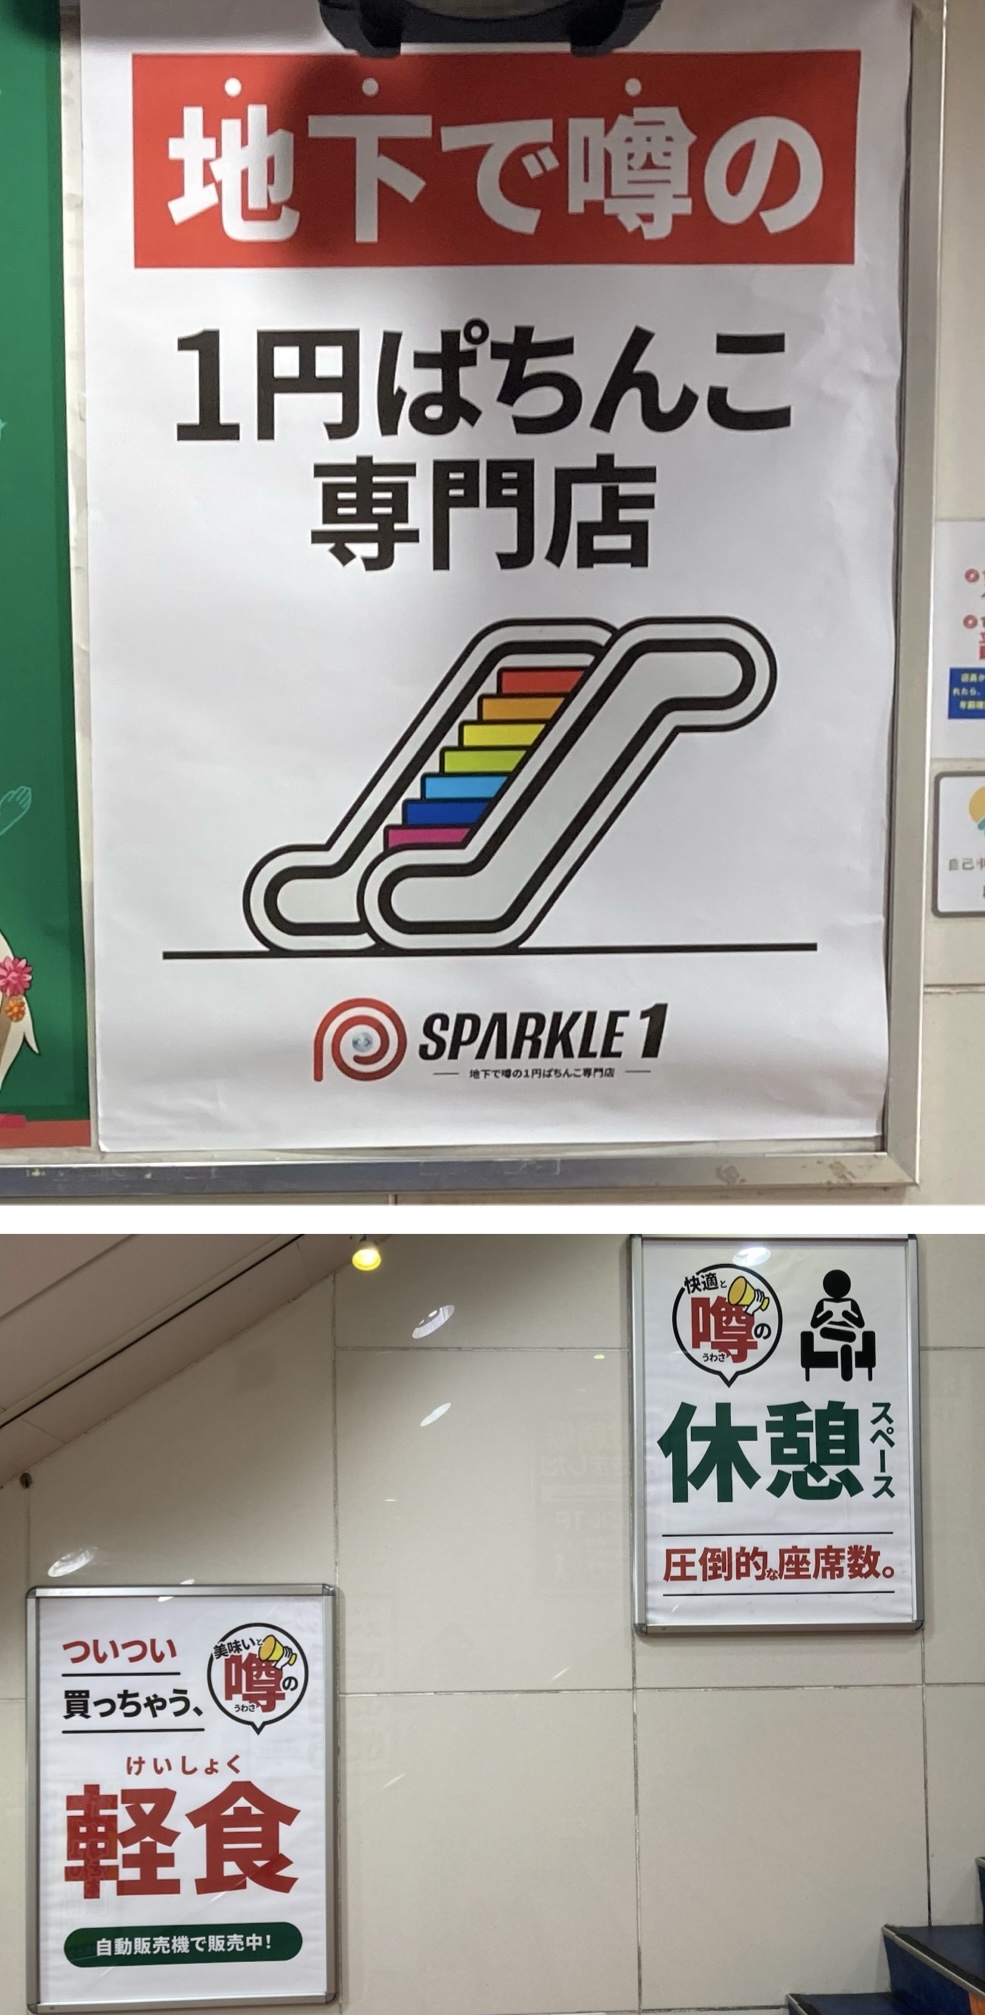 地下で噂の
1円ぱちんこ
専門店
SPARKLE 1
地下で噂の1円ぱちんこ専門店
自己
快適と
噂の
うわさ
休憩
スペース
圧倒的な座席数。
ついつい
買っちゃう、
美味いと
噂の
うわさ
けいしょく
軽食
自動販売機で販売中!